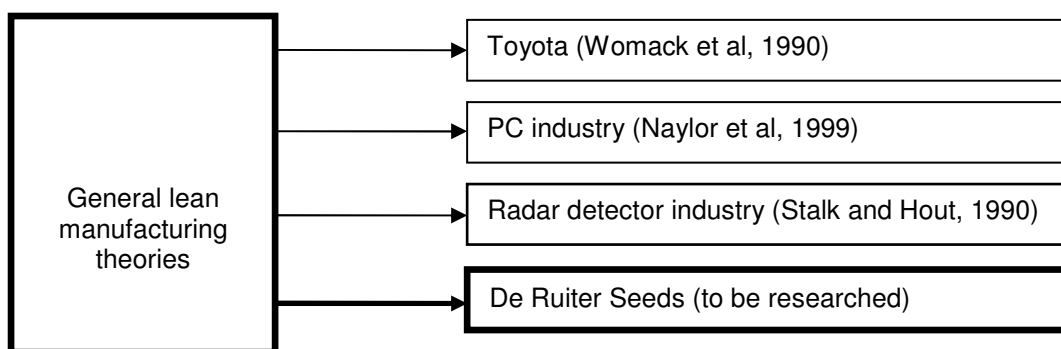 General lean
manufacturing
theories
Toyota (Womack et al, 1990)
PC industry (Naylor et al, 1999)
Radar detector industry (Stalk and Hout, 1990)
De Ruiter Seeds (to be researched)